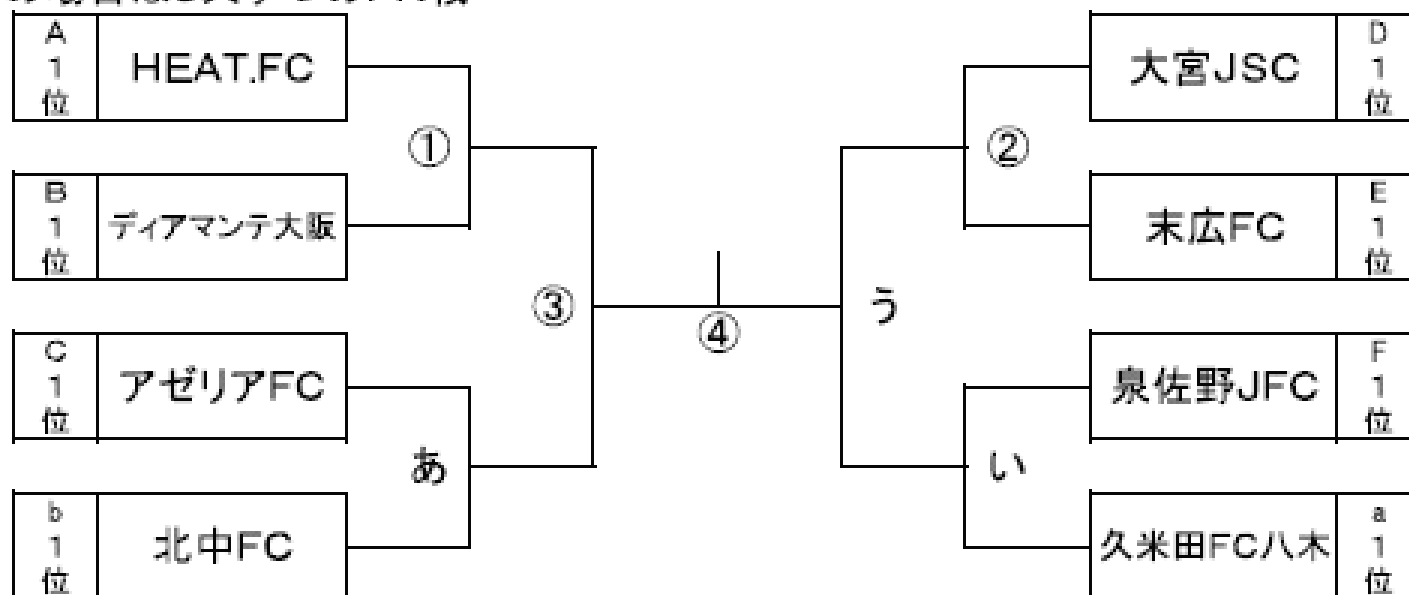 A
1
位
HEAT.FC
①
B
1
位
ディアマンテ大阪
③
C
1
位
アゼリアFC
あ
b
1
位
北中FC
④
大宮JSC
D
1
位
②
末広FC
E
1
位
う
泉佐野JFC
F
1
位
い
久米田FC八木
a
1
位